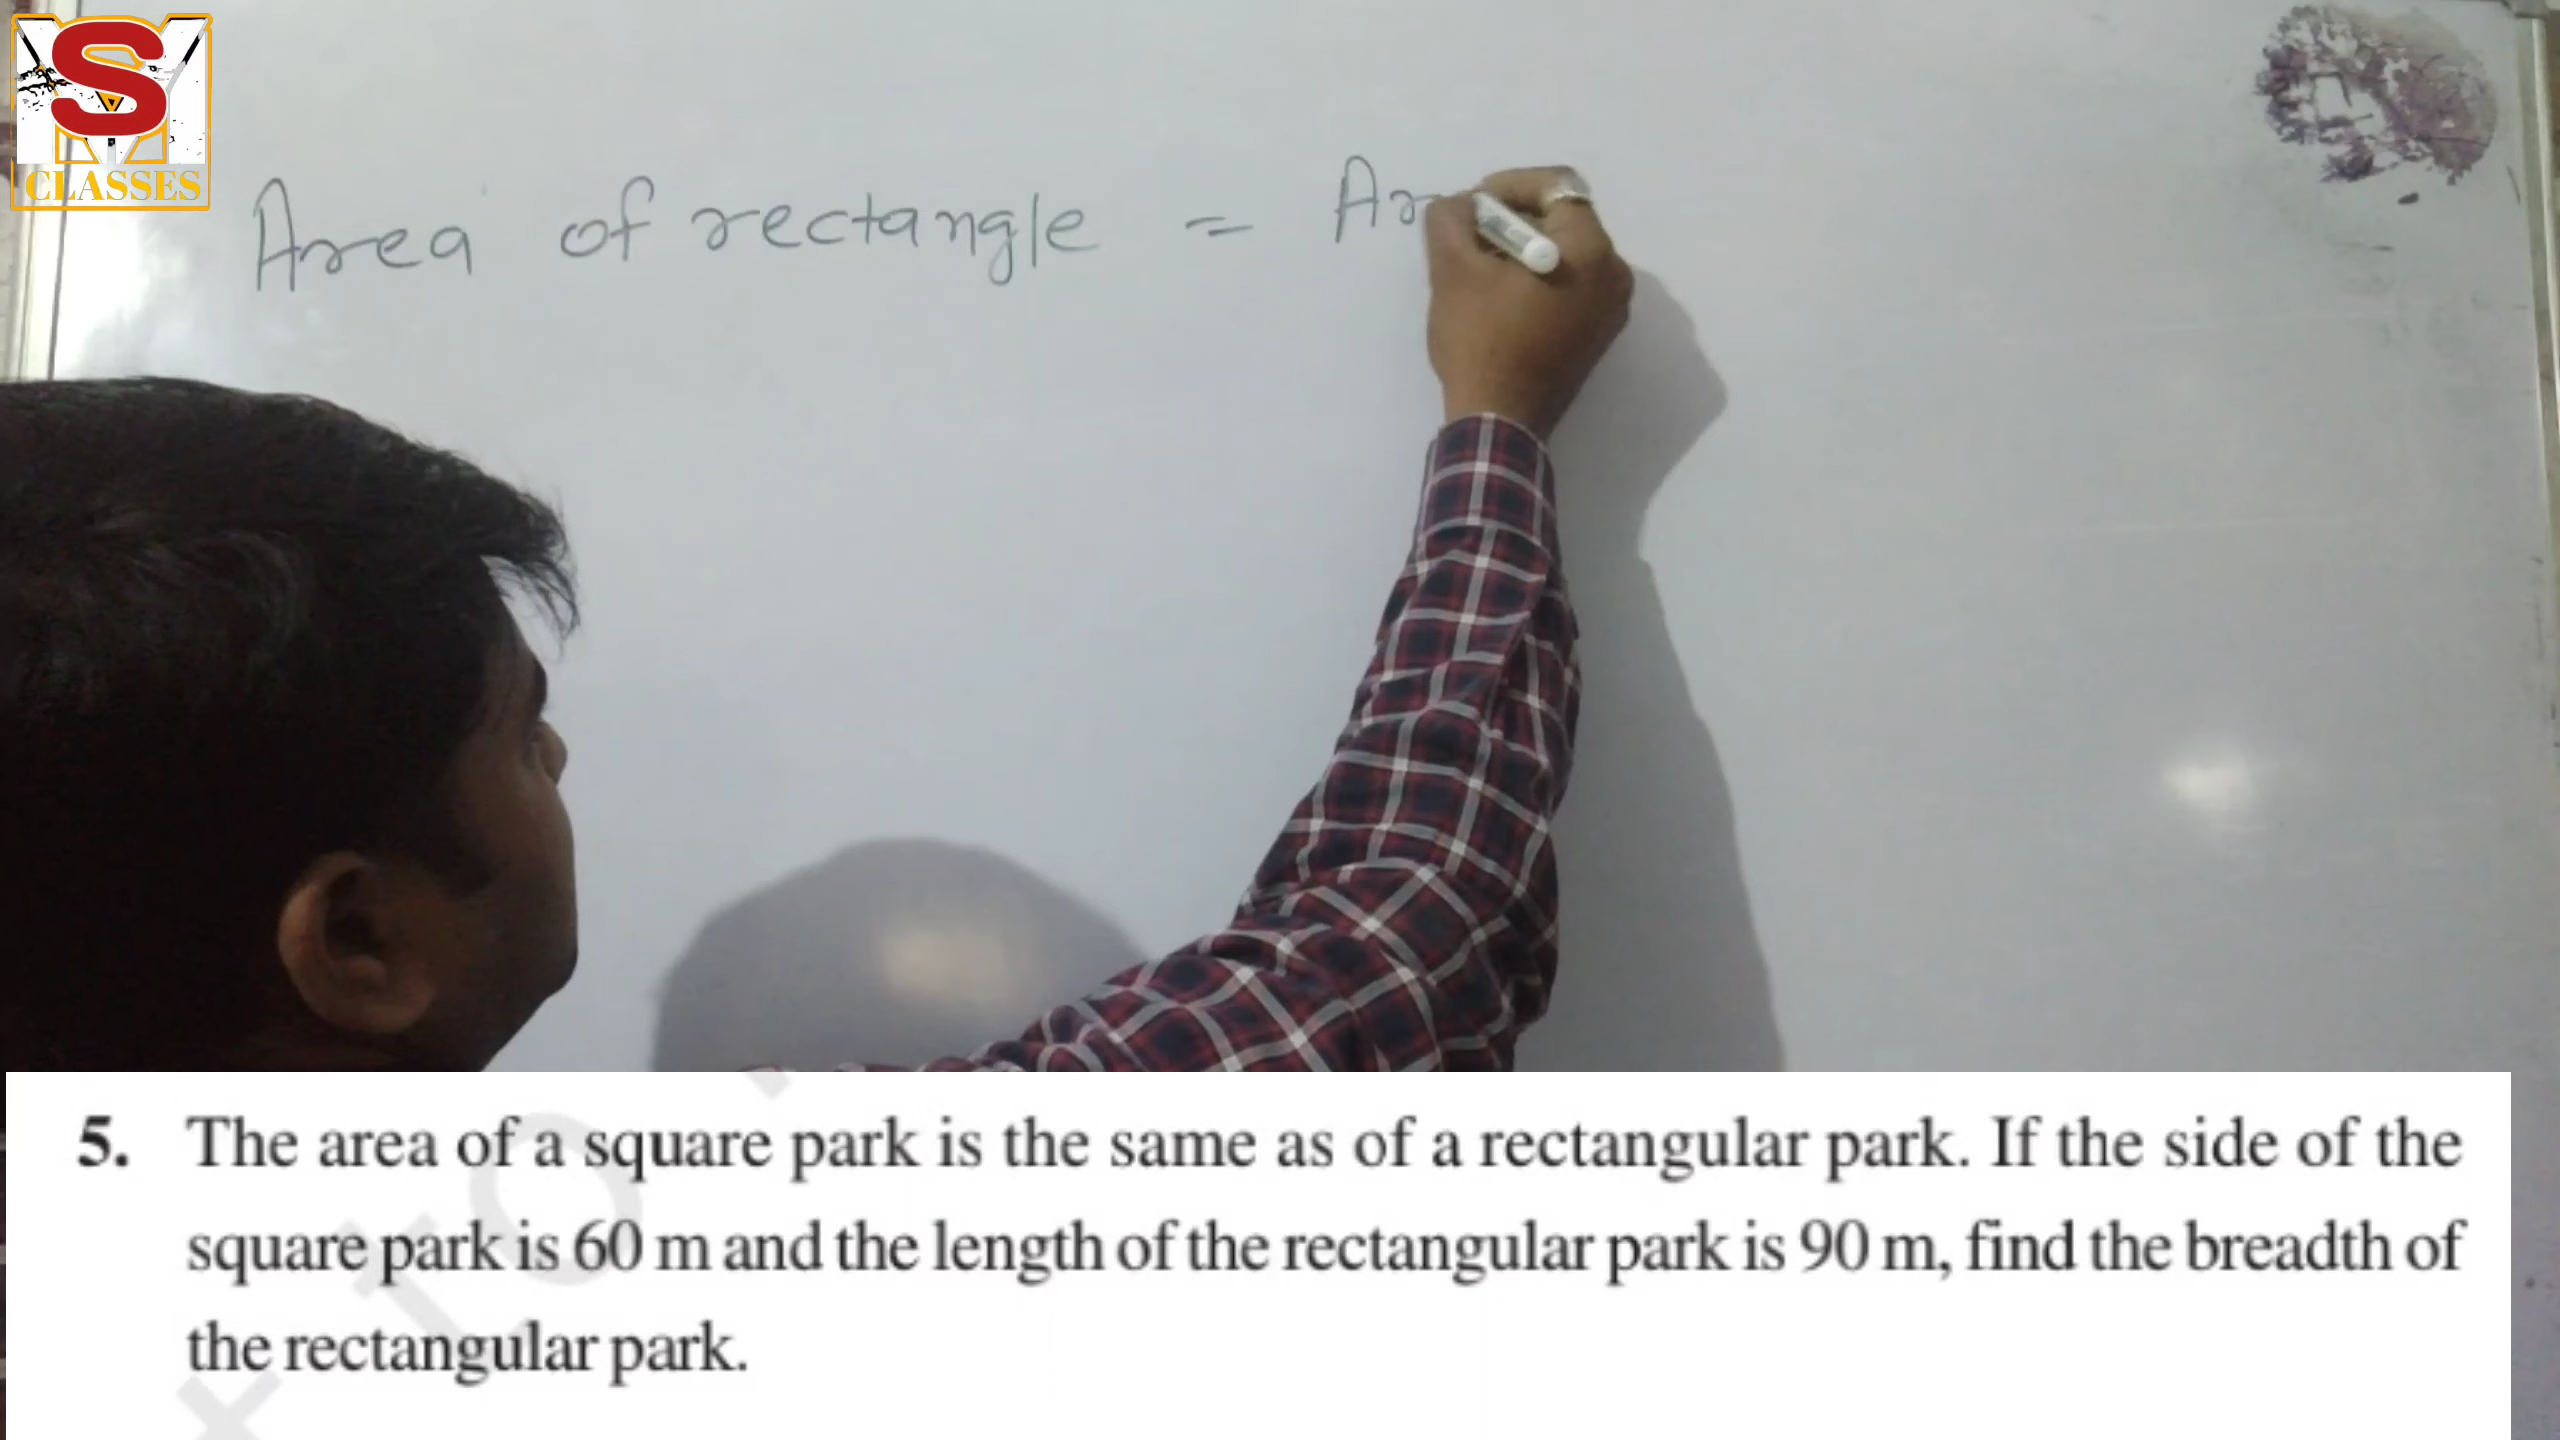 S
CLASSES
Area of rectangle = Ar
5. The area of a square park is the same as of a rectangular park. If the side of the
square park is 60 m and the length of the rectangular park is 90 m, find the breadth of
the rectangular park.